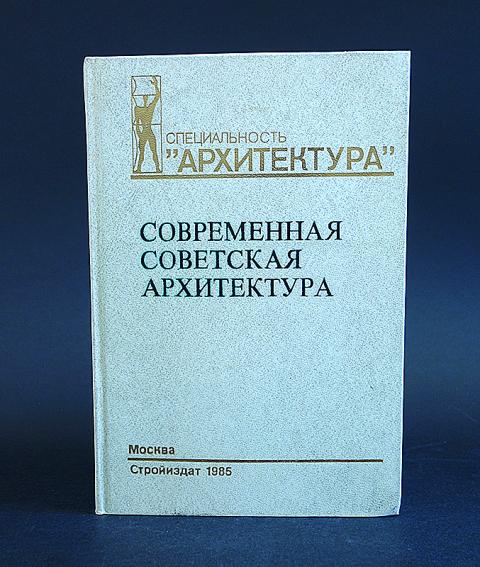 СПЕЦИАЛЬНОСТЬ
"АРХИТЕКТУРА"
СОВРЕМЕННАЯ
СОВЕТСКАЯ
АРХИТЕКТУРА
Москва
Стройиздат 1985